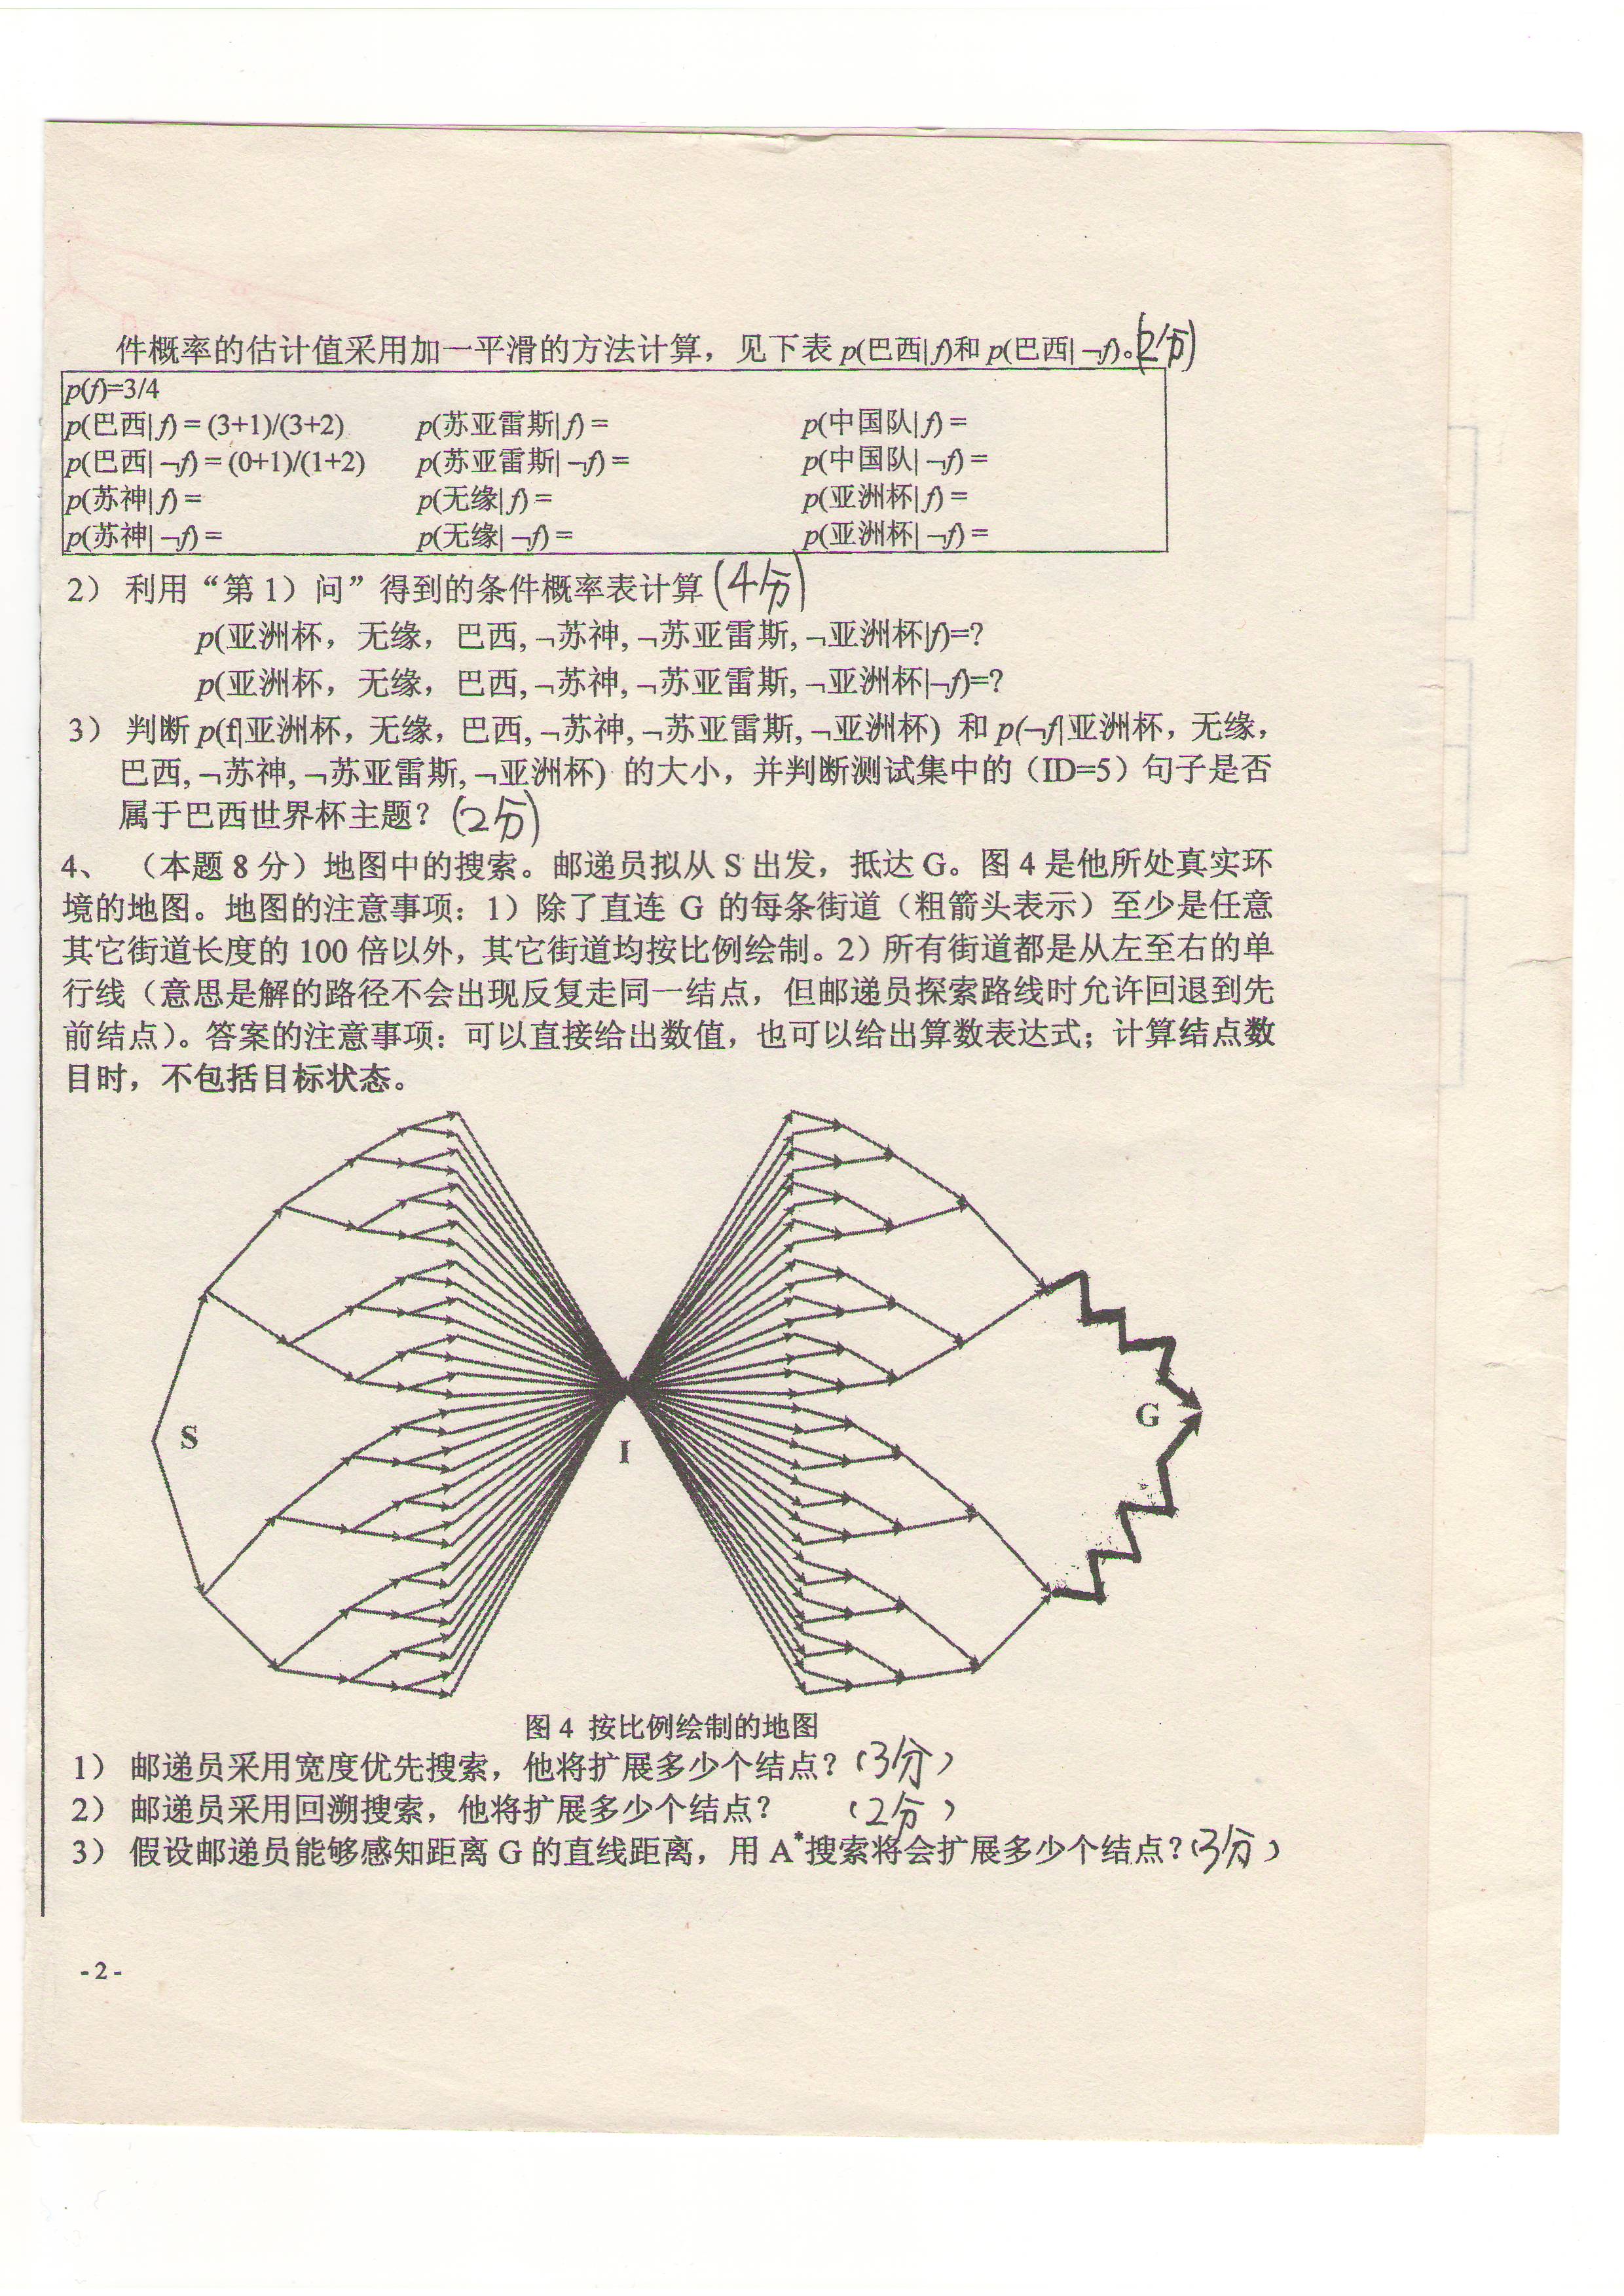 件概率的估计值采用加一平滑的方法计算，见下表 p(巴西|f)和 p(巴西|¬f)。(2分)
p(f)=3/4
p(巴西|f) = (3+1)/(3+2) p(苏亚雷斯|f) = p(中国队|f) =
p(巴西|¬f) = (0+1)/(1+2) p(苏亚雷斯|¬f) = p(中国队|¬f) =
p(苏神|f) = p(无缘|f) = p(亚洲杯|f) =
p(苏神|¬f) = p(无缘|¬f) = p(亚洲杯|¬f) =
2） 利用“第 1）问”得到的条件概率表计算 (4分)
p(亚洲杯，无缘，巴西, ¬苏神, ¬苏亚雷斯, ¬亚洲杯|f)=?
p(亚洲杯，无缘，巴西, ¬苏神, ¬苏亚雷斯, ¬亚洲杯|¬f)=?
3） 判断 p(f|亚洲杯，无缘，巴西, ¬苏神, ¬苏亚雷斯, ¬亚洲杯) 和 p(¬f|亚洲杯，无缘，
巴西, ¬苏神, ¬苏亚雷斯, ¬亚洲杯) 的大小，并判断测试集中的（ID=5）句子是否
属于巴西世界杯主题？ (2分)
4、 （本题 8 分）地图中的搜索。邮递员拟从 S 出发，抵达 G。图 4 是他所处真实环
境的地图。地图的注意事项：1）除了直连 G 的每条街道（粗箭头表示）至少是任意
其它街道长度的 100 倍以外，其它街道均按比例绘制。2）所有街道都是从左至右的单
行线（意思是解的路径不会出现反复走同一结点，但邮递员探索路线时允许回退到先
前结点）。答案的注意事项：可以直接给出数值，也可以给出算数表达式；计算结点数
目时，不包括目标状态。
S
I
G
图 4 按比例绘制的地图
1） 邮递员采用宽度优先搜索，他将扩展多少个结点？（3分）
2） 邮递员采用回溯搜索，他将扩展多少个结点？ （2分）
3） 假设邮递员能够感知距离 G 的直线距离，用 A*搜索将会扩展多少个结点？（3分）
- 2 -